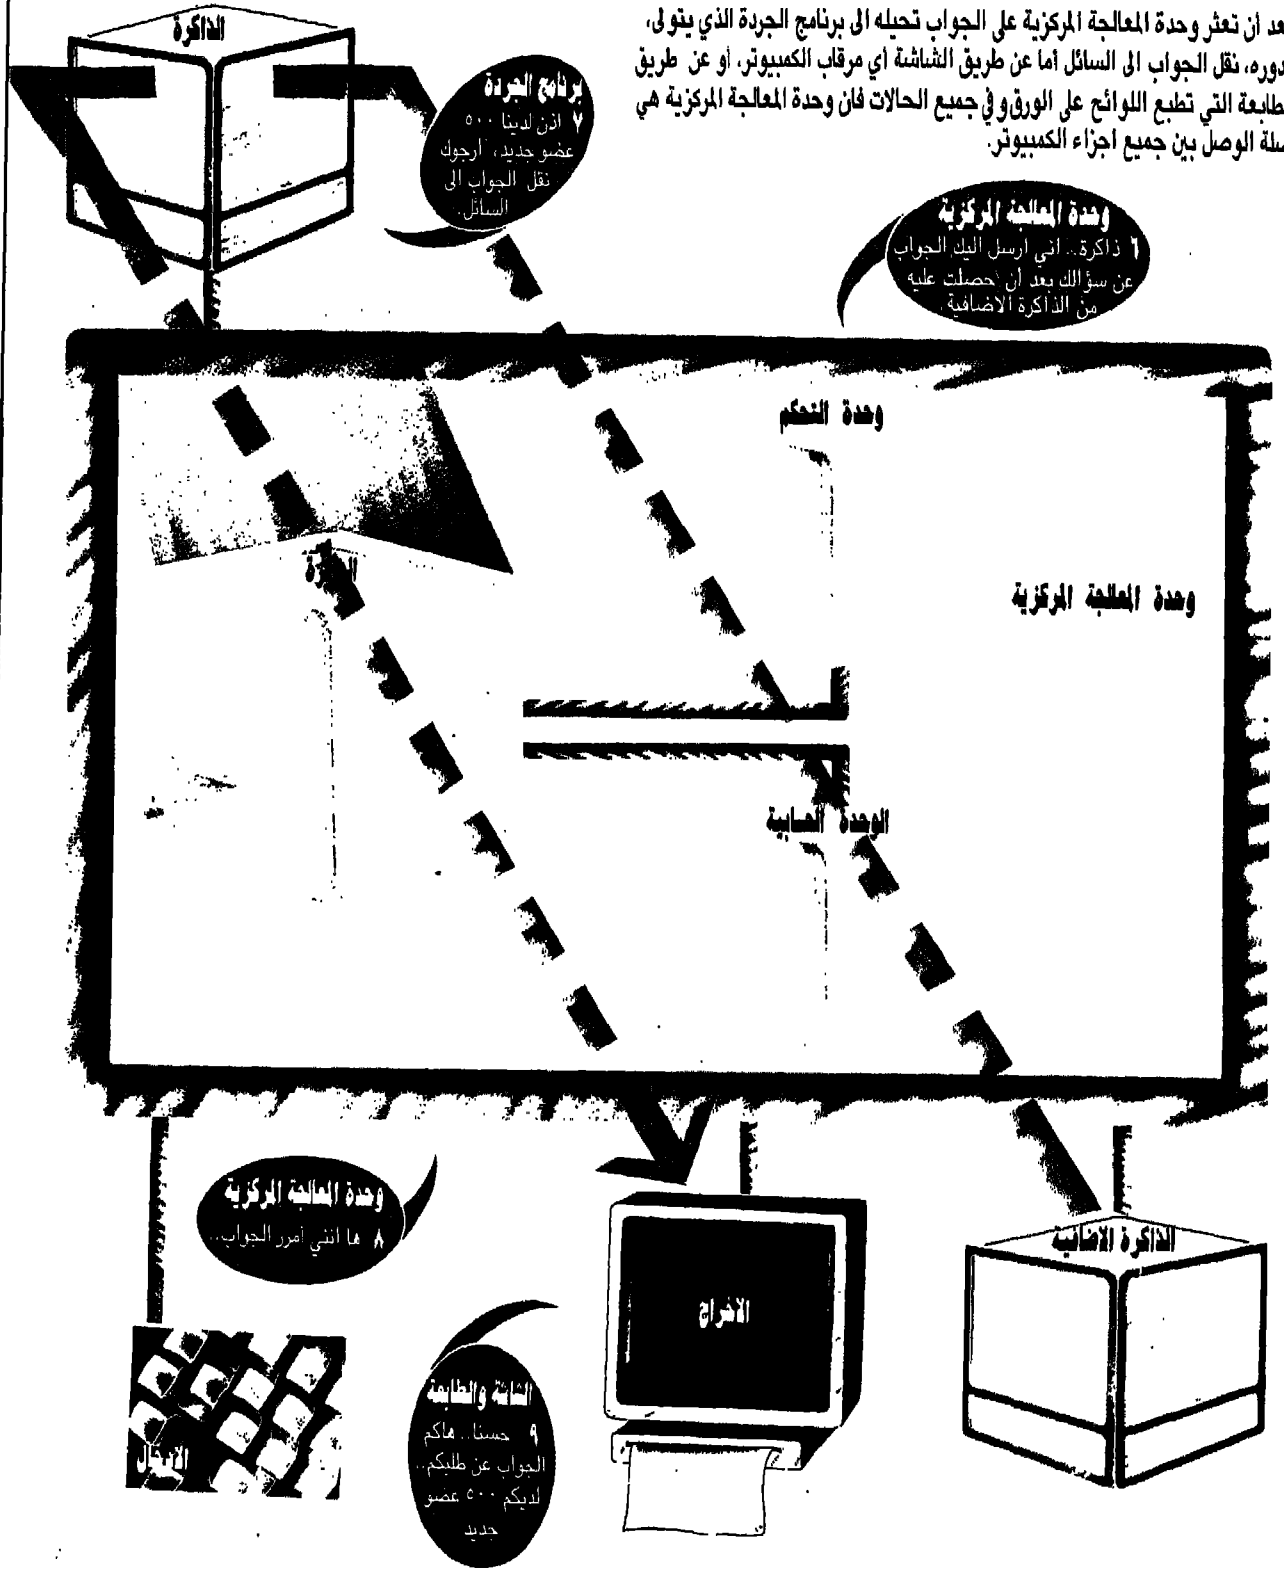 عد أن تعثر وحدة المعالجة المركزية على الجواب تحيله الى برنامج الجردة الذي يتولى،
دوره، نقل الجواب الى السائل أما عن طريق الشاشة أي مرقاب الكمبيوتر، أو عن طريق
طابعة التي تطبع اللوائح على الورق وفي جميع الحالات فان وحدة المعالجة المركزية هي
سلة الوصل بين جميع اجزاء الكمبيوتر.
الذاكرة
وحدة المعالجة المركزية
٦ ذاكرة.. اني ارسل اليك الجواب
عن سؤالك بعد أن حصلت عليه
من الذاكرة الاضافية
برنامج الجردة
٧ اذن لدينا ٥٠٠
عضو جديد، أرجوك
نقل الجواب الى
السائل.
وحدة التحكم
وحدة المعالجة المركزية
الوحدة الحسابية
وحدة المعالجة المركزية
٨ ها انني أمرر الجواب..
الذاكرة الاضافية
الاخراج
الشاشة والطابعة
٩ حسنا.. هاكم
الجواب عن طلبكم..
لديكم ٥٠٠ عضو
جديد
الادخال